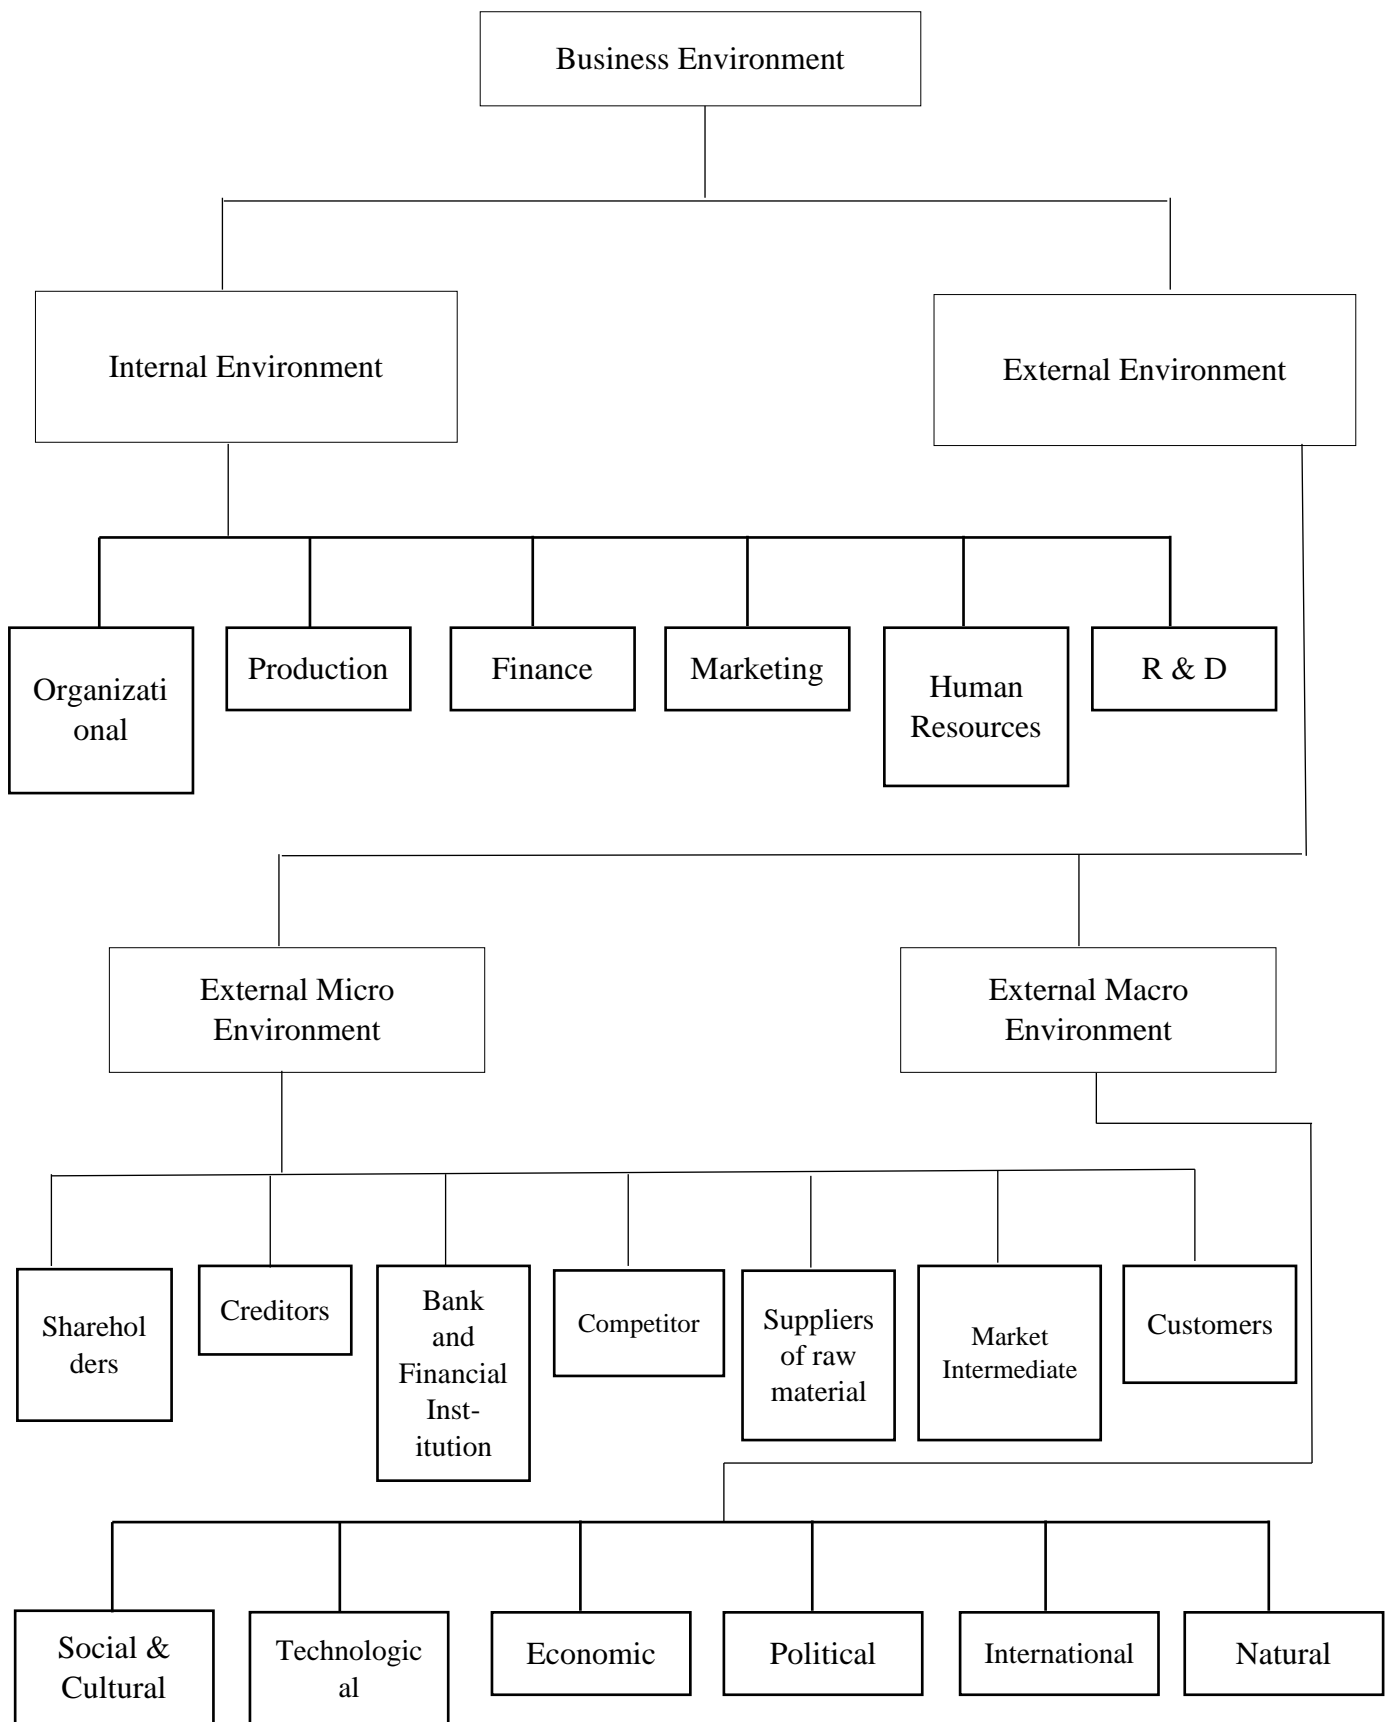 Business Environment
Internal Environment
External Environment
Organizati
onal
Production
Finance
Marketing
Human
Resources
R & D
External Micro
Environment
External Macro
Environment
Sharehol
ders
Creditors
Bank
and
Financial
Inst-
itution
Competitor
Suppliers
of raw
material
Market
Intermediate
Customers
Social &
Cultural
Technologic
al
Economic
Political
International
Natural